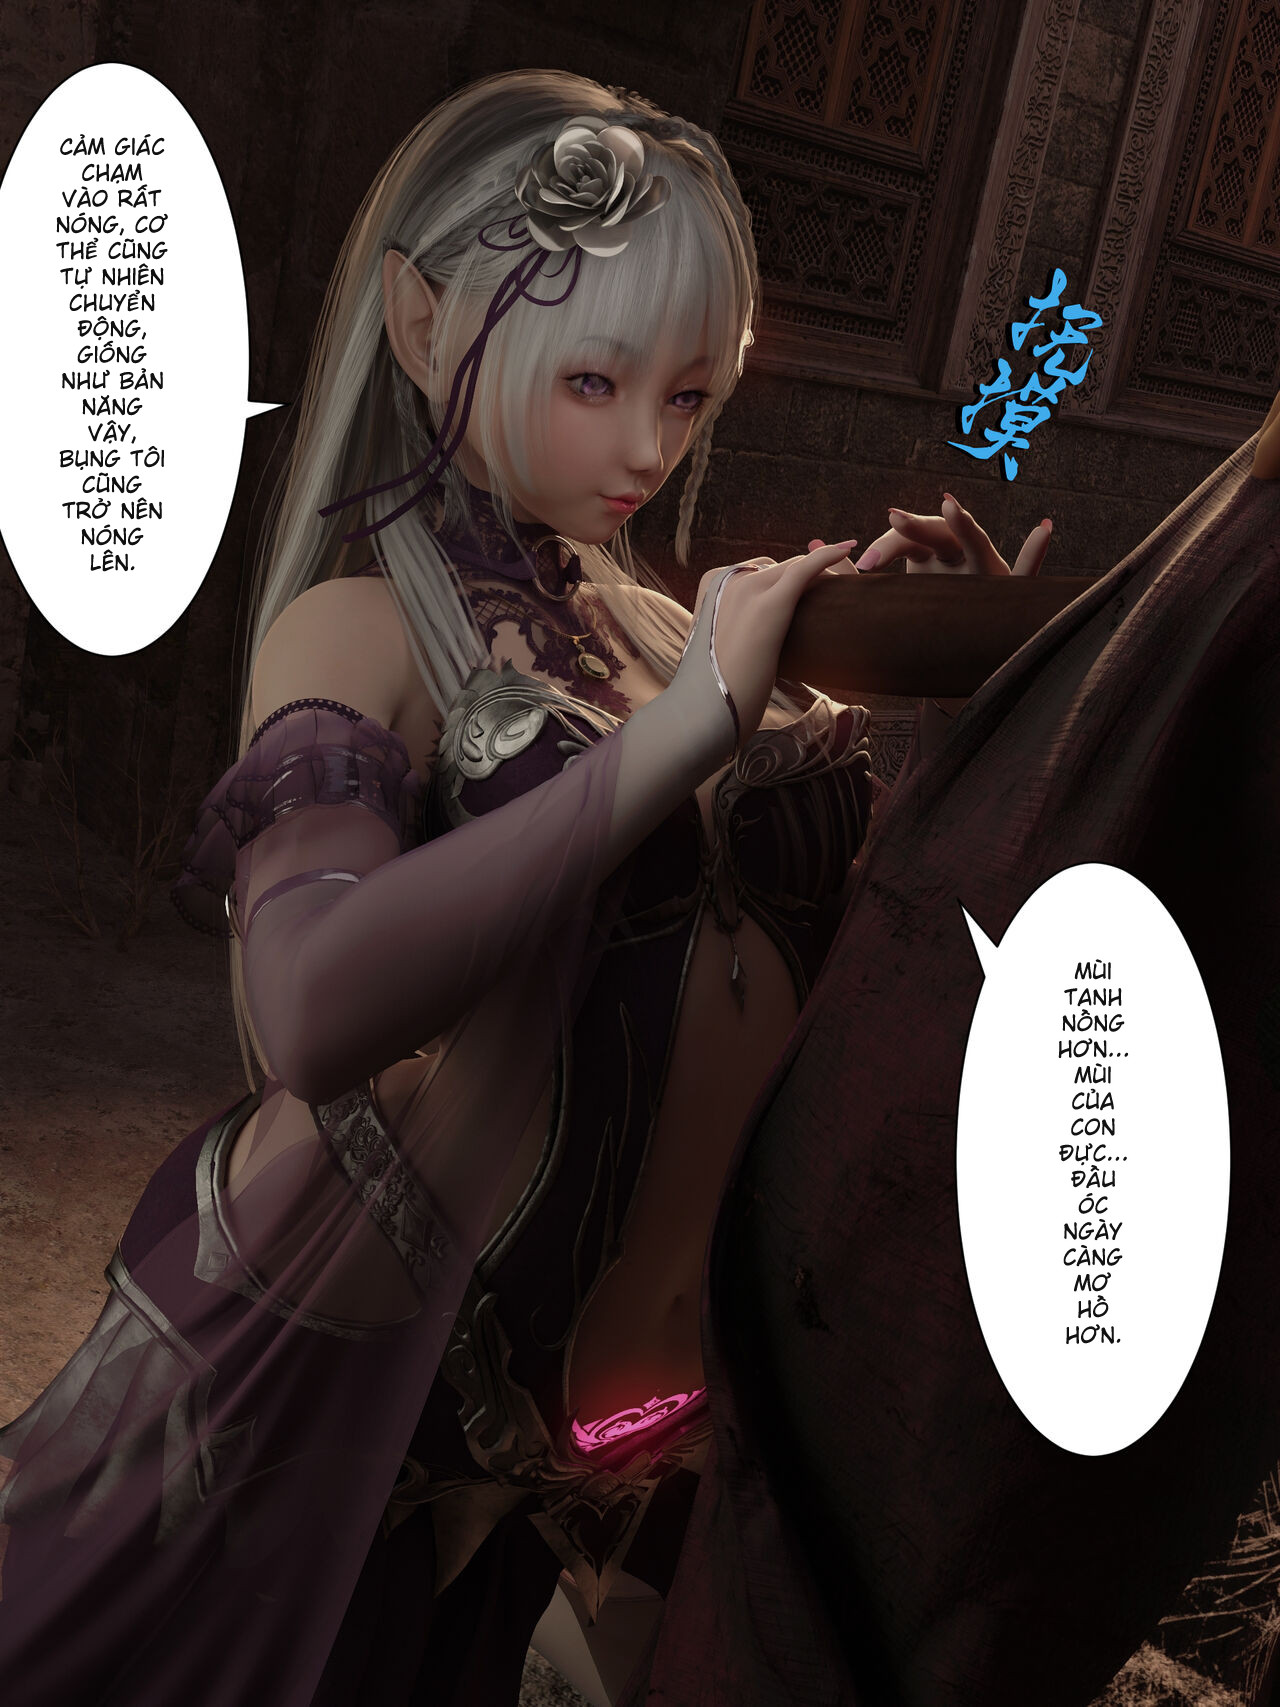 CẢM GIÁC
CHẠM
VÀO RẤT
NÓNG, CƠ
THỂ CŨNG
TỰ NHIÊN
CHUYỂN
ĐỘNG,
GIỐNG
NHƯ BẢN
NĂNG
VẬY,
BỤNG TÔI
CŨNG
TRỞ NÊN
NÓNG
LÊN.
MÙI
TANH
NỒNG
HƠN...
MÙI
CỦA
CON
ĐỰC...
ĐẦU
ÓC
NGÀY
CÀNG
MƠ
HỒ
HƠN.